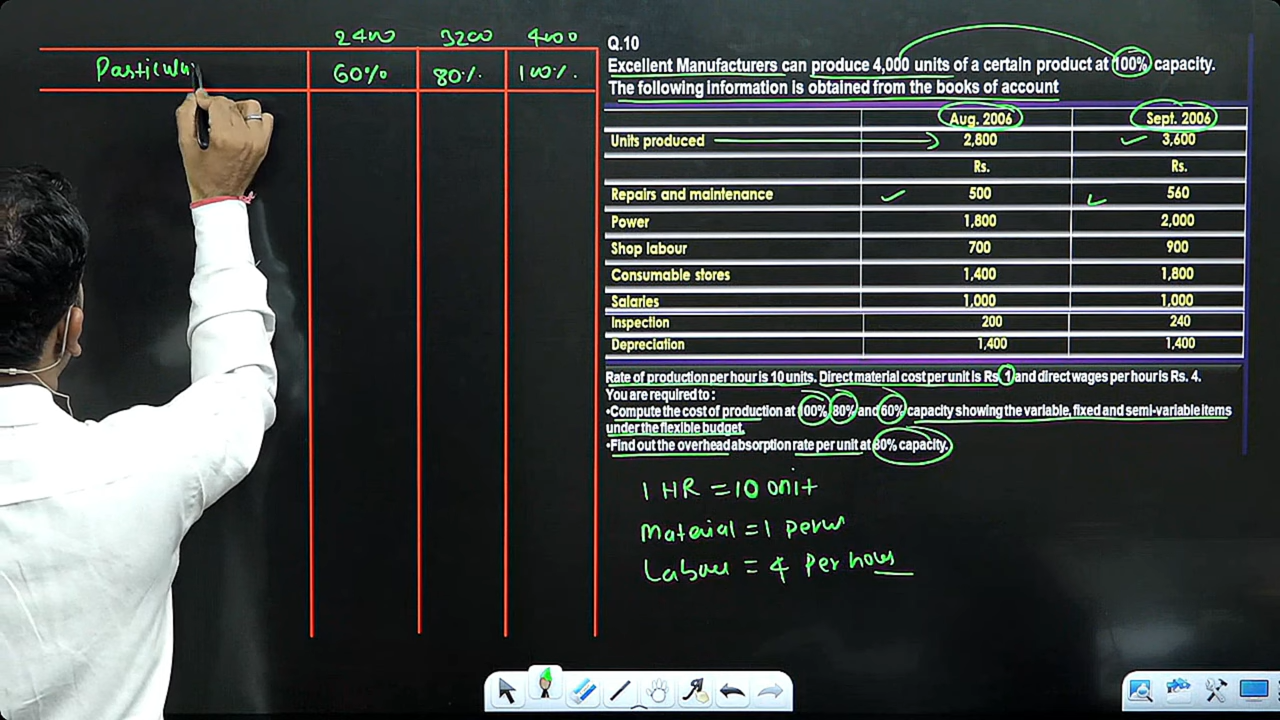 2400 3200 4000
Particula
60% 80% 100%
Q.10
Excellent Manufacturers can produce 4,000 units of a certain product at 100% capacity.
The following information is obtained from the books of account
Aug. 2006 Sept. 2006
Units produced 2,800 3,600
Rs. Rs.
Repairs and maintenance 500 560
Power 1,800 2,000
Shop labour 700 900
Consumable stores 1,400 1,800
Salaries 1,000 1,000
Inspection 200 240
Depreciation 1,400 1,400
Rate of production per hour is 10 units. Direct material cost per unit is Rs. 1 and direct wages per hour is Rs. 4.
You are required to :
•Compute the cost of production at 100% 80% and 60% capacity showing the variable, fixed and semi-variable items
under the flexible budget.
•Find out the overhead absorption rate per unit at 80% capacity.
1 HR = 10 unit
material = 1 per
Labour = 4 Per hour